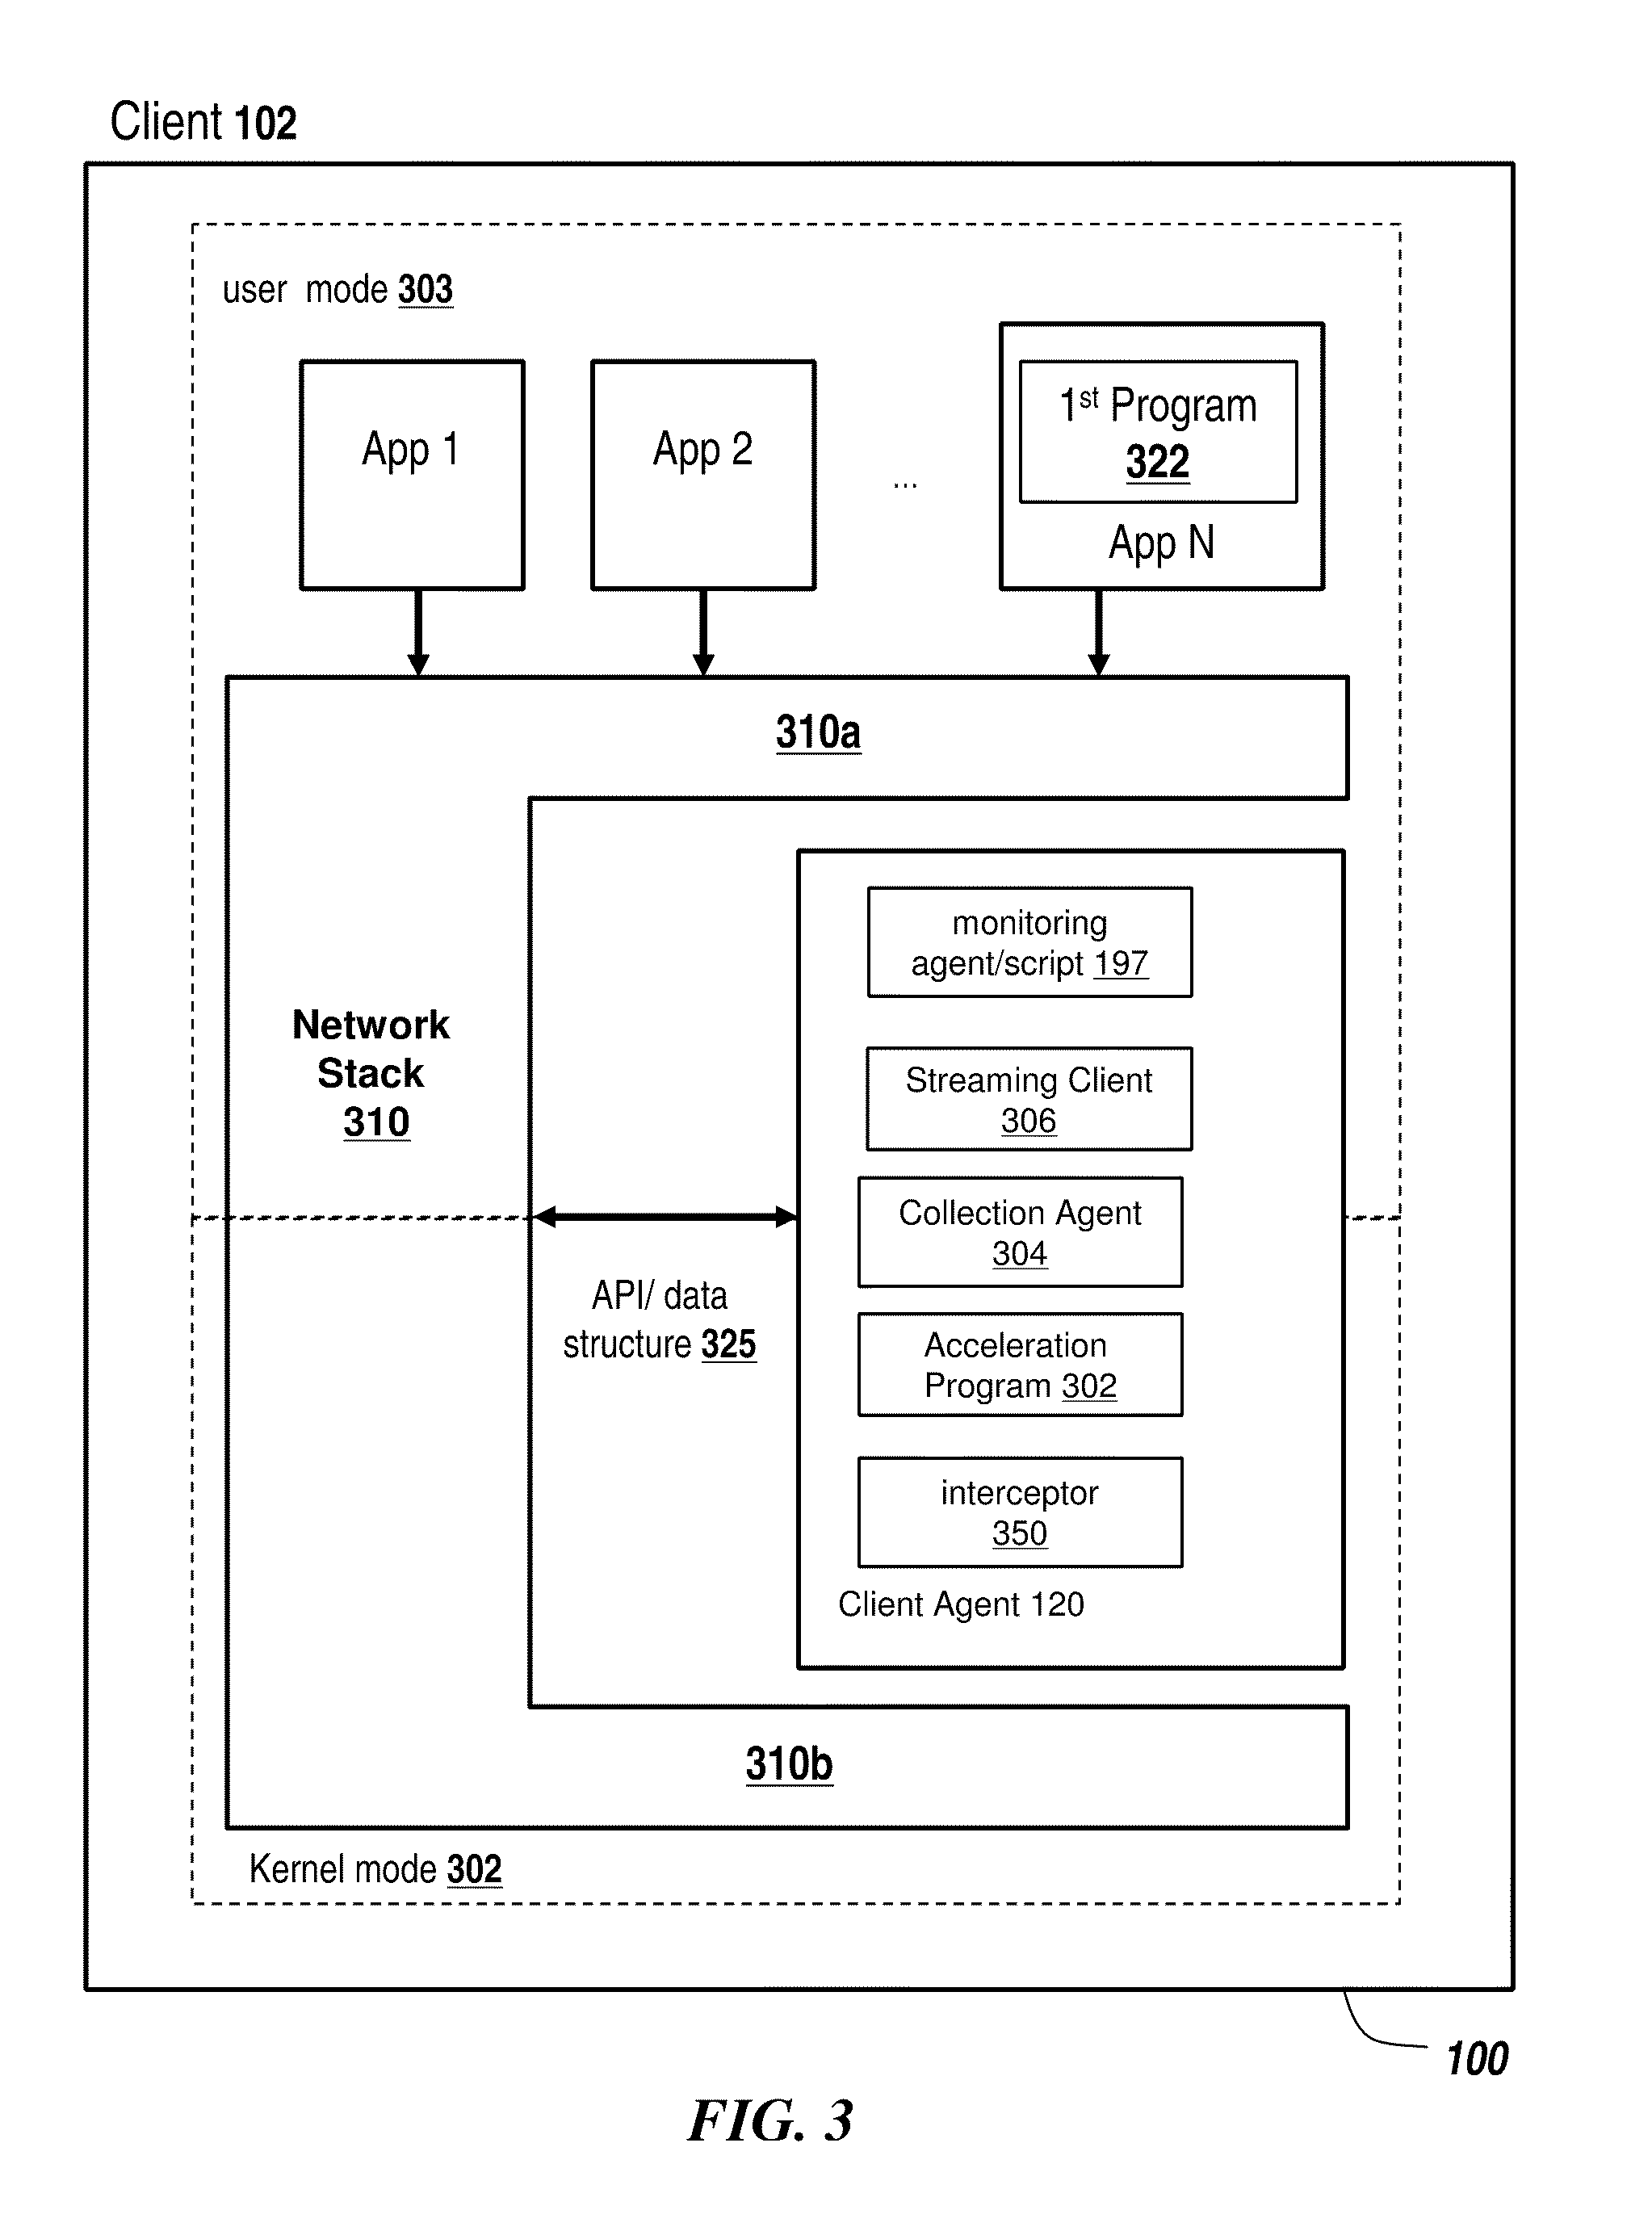 Client 102
user mode 303
App 1
App 2
...
1st Program
322
App N
310a
Network
Stack
310
monitoring
agent/script 197
Streaming Client
306
Collection Agent
304
API/ data
structure 325
Acceleration
Program 302
interceptor
350
Client Agent 120
310b
Kernel mode 302
100
FIG. 3